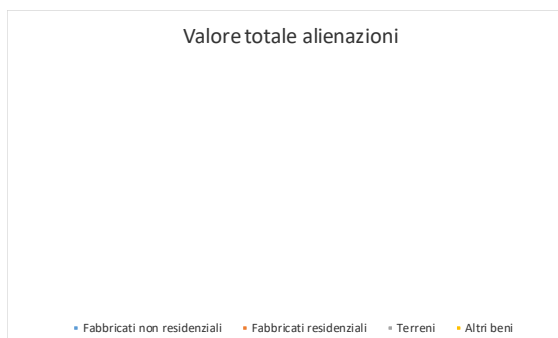 Valore totale alienazioni
Fabbricati non residenziali Fabbricati residenziali Terreni Altri beni